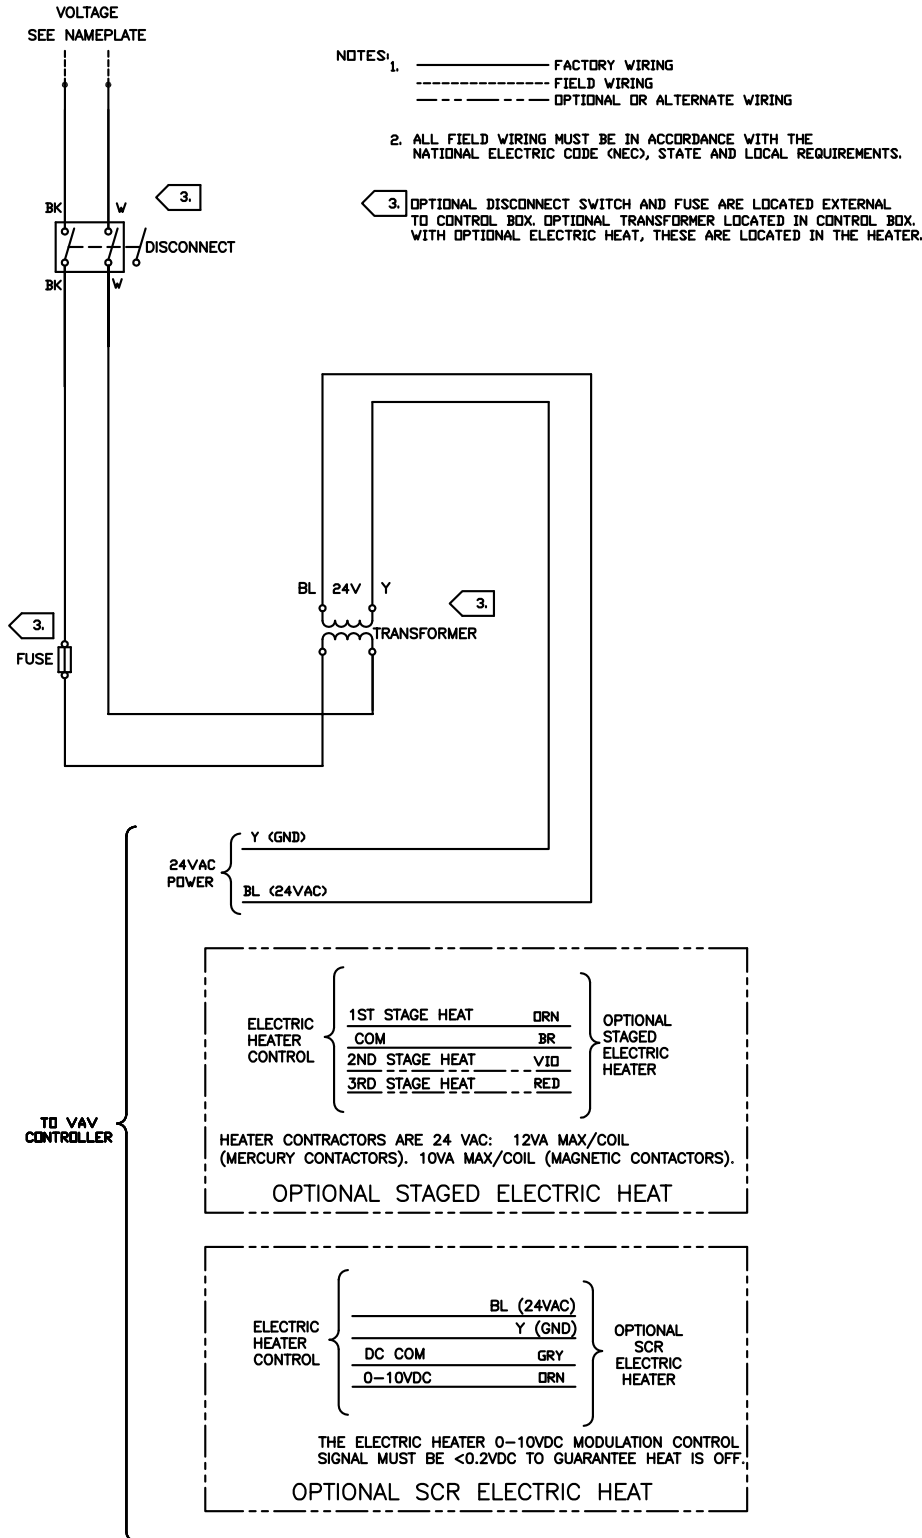 VOLTAGE
SEE NAMEPLATE
NOTES:
1.
FACTORY WIRING
FIELD WIRING
OPTIONAL OR ALTERNATE WIRING
2. ALL FIELD WIRING MUST BE IN ACCORDANCE WITH THE
NATIONAL ELECTRIC CODE (NEC), STATE AND LOCAL REQUIREMENTS.
3. OPTIONAL DISCONNECT SWITCH AND FUSE ARE LOCATED EXTERNAL
TO CONTROL BOX. OPTIONAL TRANSFORMER LOCATED IN CONTROL BOX.
WITH OPTIONAL ELECTRIC HEAT, THESE ARE LOCATED IN THE HEATER.
3.
BK W
DISCONNECT
BK W
BL 24V Y
3.
TRANSFORMER
3.
FUSE
Y (GND)
24VAC
POWER
BL (24VAC)
TO VAV
CONTROLLER
ELECTRIC
HEATER
CONTROL
1ST STAGE HEAT ORN
COM BR
2ND STAGE HEAT VIO
3RD STAGE HEAT RED
OPTIONAL
STAGED
ELECTRIC
HEATER
HEATER CONTRACTORS ARE 24 VAC: 12VA MAX/COIL
(MERCURY CONTACTORS). 10VA MAX/COIL (MAGNETIC CONTACTORS).
OPTIONAL STAGED ELECTRIC HEAT
ELECTRIC
HEATER
CONTROL
BL (24VAC)
Y (GND)
DC COM GRY
0-10VDC ORN
OPTIONAL
SCR
ELECTRIC
HEATER
THE ELECTRIC HEATER 0-10VDC MODULATION CONTROL
SIGNAL MUST BE <0.2VDC TO GUARANTEE HEAT IS OFF.
OPTIONAL SCR ELECTRIC HEAT